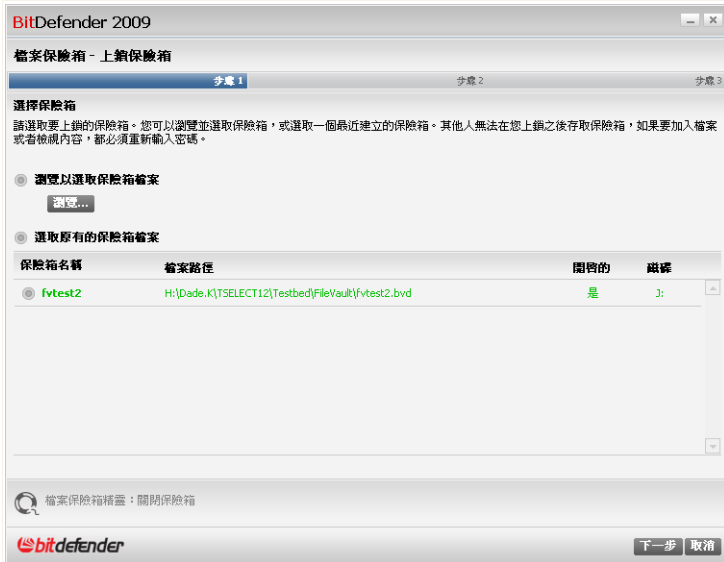 BitDefender 2009
檔案保險箱 - 上鎖保險箱
步驟 1 步驟 2 步驟 3
選擇保險箱
請選取要上鎖的保險箱。您可以瀏覽並選取保險箱，或選取一個最近建立的保險箱。其他人無法在您上鎖之後存取保險箱，如果要加入檔案
或者檢視內容，都必須重新輸入密碼。
瀏覽以選取保險箱檔案
瀏覽...
選取原有的保險箱檔案
保險箱名稱 檔案路徑 開啓的 磁碟
fvtest2 H:\Dade.K\TSELECT12\Testbed\FileVault\fvtest2.bvd 是 J:
檔案保險箱精靈：關閉保險箱
bitdefender
下一步 取消